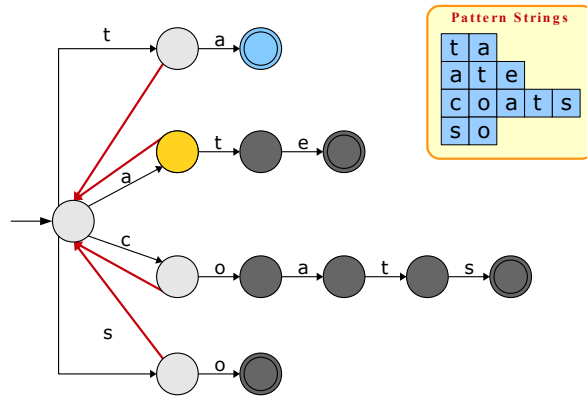 t a
Pattern Strings
t a
a t e
c o a t s
s o
t e
a
c
o a t s
s
o